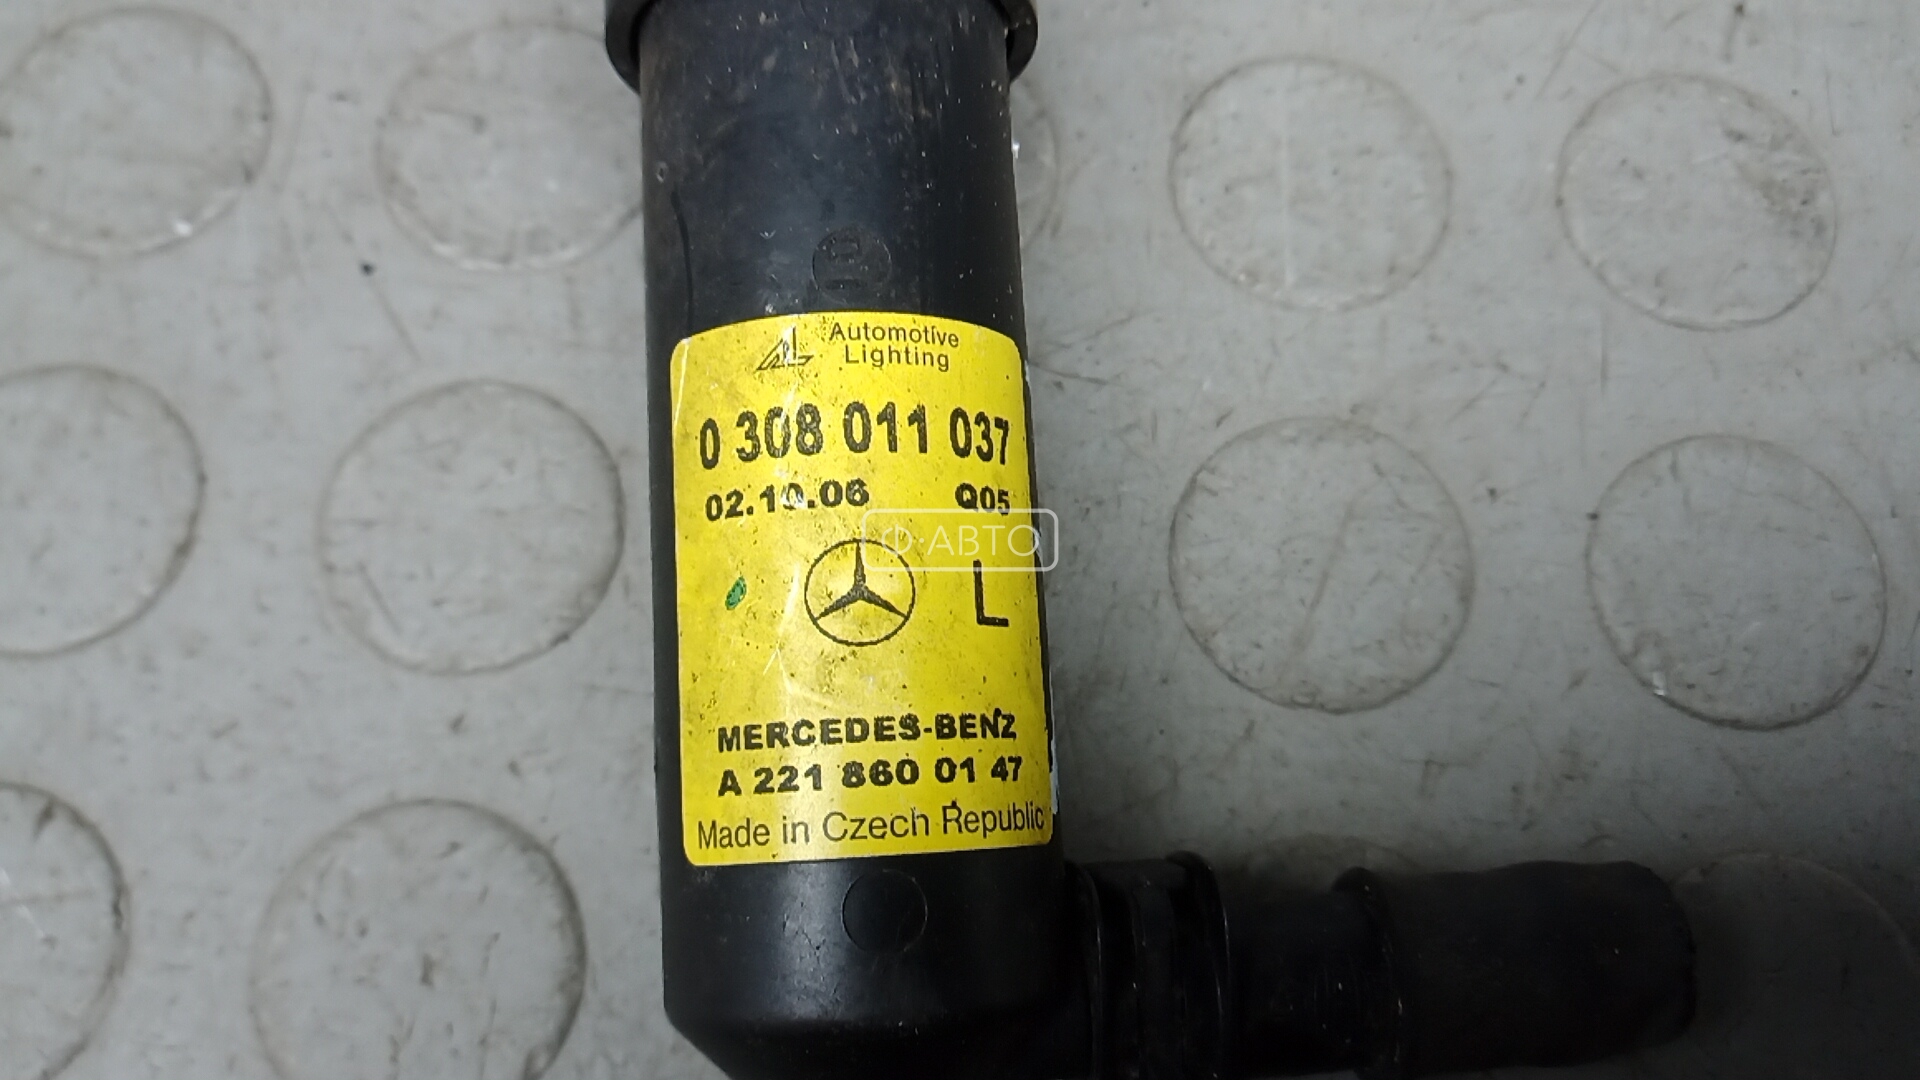 Automotive
Lighting
0 308 011 037
02.10.06 Q05
Ф·АВТО
L
MERCEDES-BENZ
A 221 860 01 47
Made in Czech Republic